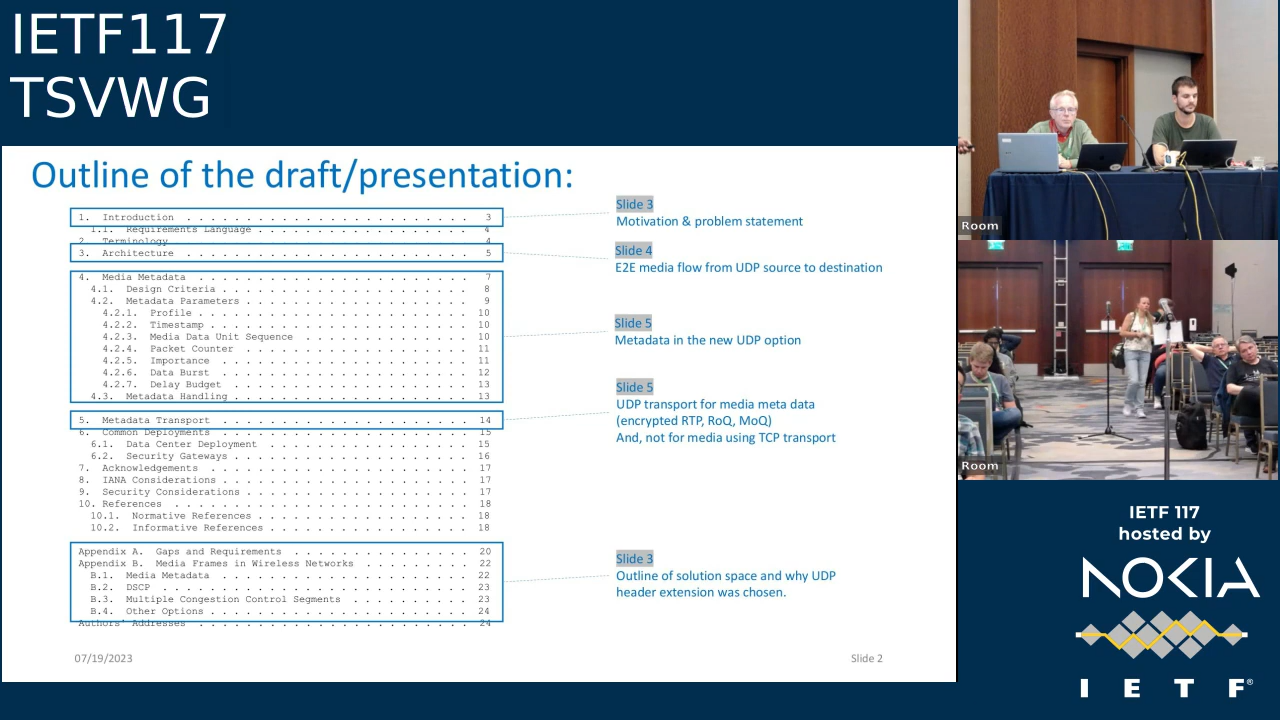 IETF117
TSVWG
Outline of the draft/presentation:
1. Introduction . . . . . . . . . . . . . . . . . . . . . . . . 3
1.1. Requirements Language . . . . . . . . . . . . . . . . . . 4
2. Terminology . . . . . . . . . . . . . . . . . . . . . . . . . 4
3. Architecture . . . . . . . . . . . . . . . . . . . . . . . . 5
4. Media Metadata . . . . . . . . . . . . . . . . . . . . . . . 7
4.1. Design Criteria . . . . . . . . . . . . . . . . . . . . . 8
4.2. Metadata Parameters . . . . . . . . . . . . . . . . . . . 9
4.2.1. Profile . . . . . . . . . . . . . . . . . . . . . . . 10
4.2.2. Timestamp . . . . . . . . . . . . . . . . . . . . . . 10
4.2.3. Media Data Unit Sequence . . . . . . . . . . . . . . . 10
4.2.4. Packet Counter . . . . . . . . . . . . . . . . . . . . 11
4.2.5. Importance . . . . . . . . . . . . . . . . . . . . . 11
4.2.6. Data Burst . . . . . . . . . . . . . . . . . . . . . . 12
4.2.7. Delay Budget . . . . . . . . . . . . . . . . . . . . . 13
4.3. Metadata Handling . . . . . . . . . . . . . . . . . . . . 13
5. Metadata Transport . . . . . . . . . . . . . . . . . . . . . 14
6. Common Deployments . . . . . . . . . . . . . . . . . . . . . 15
6.1. Data Center Deployment . . . . . . . . . . . . . . . . . . 15
6.2. Security Gateways . . . . . . . . . . . . . . . . . . . . 16
7. Acknowledgements . . . . . . . . . . . . . . . . . . . . . . 17
8. IANA Considerations . . . . . . . . . . . . . . . . . . . . . 17
9. Security Considerations . . . . . . . . . . . . . . . . . . . 17
10. References . . . . . . . . . . . . . . . . . . . . . . . . . 18
10.1. Normative References . . . . . . . . . . . . . . . . . . 18
10.2. Informative References . . . . . . . . . . . . . . . . . 18
Appendix A. Gaps and Requirements . . . . . . . . . . . . . . . 20
Appendix B. Media Frames in Wireless Networks . . . . . . . . . 22
B.1. Media Metadata . . . . . . . . . . . . . . . . . . . . . 22
B.2. DSCP . . . . . . . . . . . . . . . . . . . . . . . . . . 23
B.3. Multiple Congestion Control Segments . . . . . . . . . . . 23
B.4. Other Options . . . . . . . . . . . . . . . . . . . . . . 24
Authors' Addresses . . . . . . . . . . . . . . . . . . . . . . . 24
Slide 3
Motivation & problem statement
Slide 4
E2E media flow from UDP source to destination
Slide 5
Metadata in the new UDP option
Slide 5
UDP transport for media meta data
(encrypted RTP, RoQ, MoQ)
And, not for media using TCP transport
Slide 3
Outline of solution space and why UDP
header extension was chosen.
07/19/2023
Slide 2
Room
Room
IETF 117
hosted by
NOKIA
I E T F®